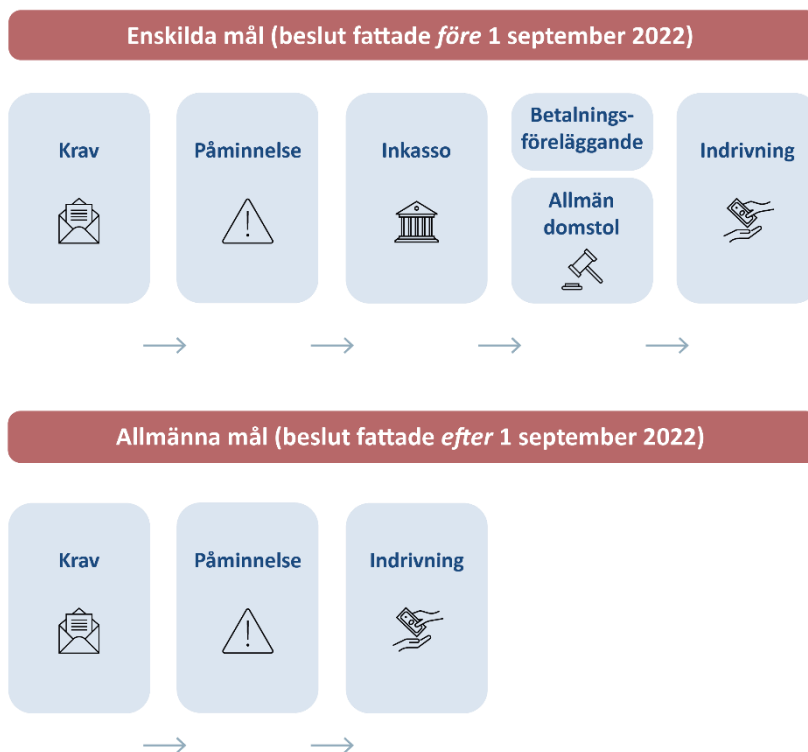 Enskilda mål (beslut fattade före 1 september 2022)
Krav
Påminnelse
Inkasso
Betalnings-
föreläggande
Allmän
domstol
Indrivning
Allmänna mål (beslut fattade efter 1 september 2022)
Krav
Påminnelse
Indrivning